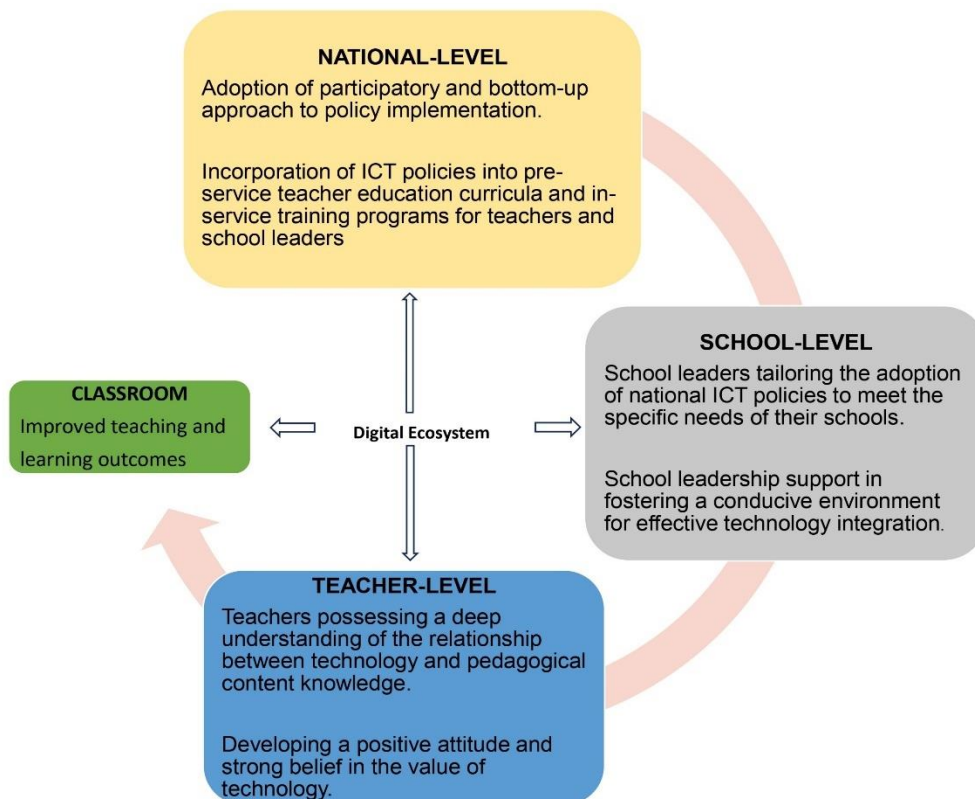 NATIONAL-LEVEL
Adoption of participatory and bottom-up
approach to policy implementation.
Incorporation of ICT policies into pre-
service teacher education curricula and in-
service training programs for teachers and
school leaders
SCHOOL-LEVEL
School leaders tailoring the adoption
of national ICT policies to meet the
specific needs of their schools.
School leadership support in
fostering a conducive environment
for effective technology integration.
CLASSROOM
Improved teaching and
learning outcomes
Digital Ecosystem
TEACHER-LEVEL
Teachers possessing a deep
understanding of the relationship
between technology and pedagogical
content knowledge.
Developing a positive attitude and
strong belief in the value of
technology.